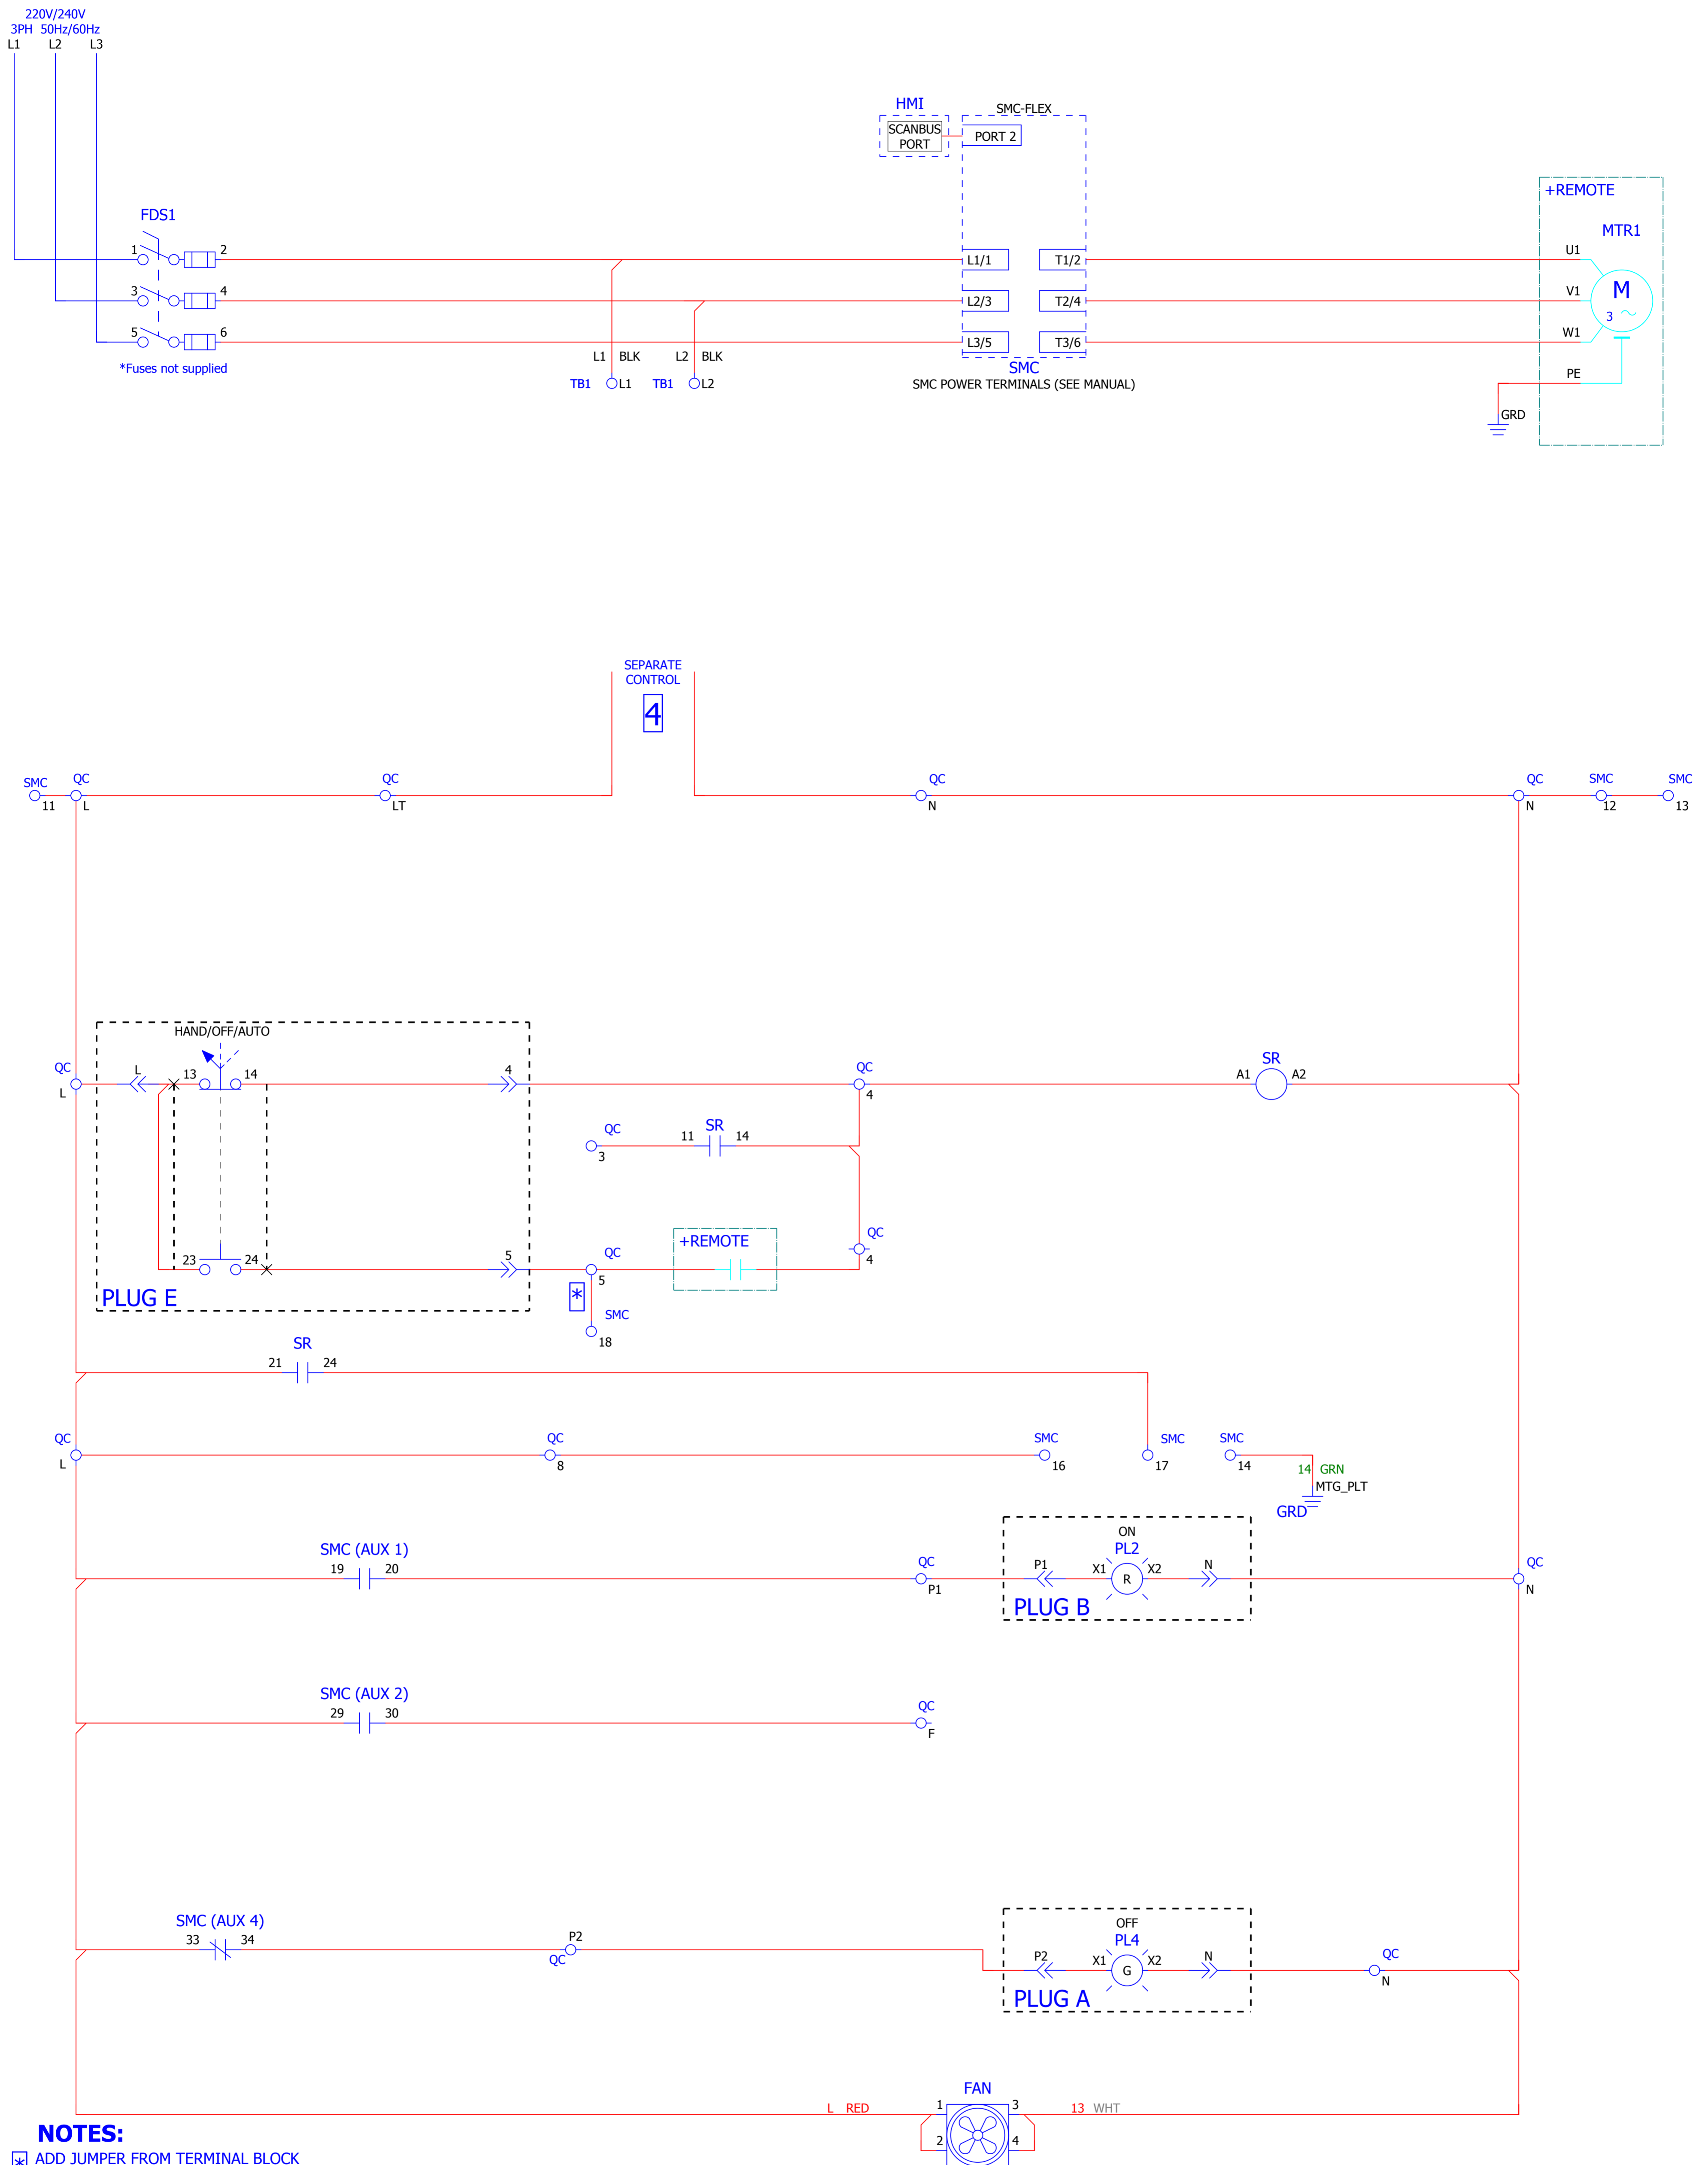 220V/240V
3PH 50Hz/60Hz
L1 L2 L3
HMI
SCANBUS
PORT
SMC-FLEX
PORT 2
+REMOTE
MTR1
FDS1
1 2
3 4
5 6
*Fuses not supplied
L1/1 T1/2
L2/3 T2/4
L3/5 T3/6
SMC
SMC POWER TERMINALS (SEE MANUAL)
U1
V1
W1
PE
M
3
GRD
L1 BLK L2 BLK
TB1 L1 TB1 L2
SEPARATE
CONTROL
4
SMC QC QC QC QC SMC SMC
11 L LT N N 12 13
HAND/OFF/AUTO
QC L 13 14 4 QC SR
L 4 A1 A2
QC 11 SR 14
3
QC
4
23 24 5 QC +REMOTE
5
PLUG E
*
SMC
18
SR
21 24
QC QC SMC SMC SMC
L 8 16 17 14
14 GRN
MTG_PLT
GRD
SMC (AUX 1)
19 20
QC
P1
ON
PL2
P1 X1 R X2 N
PLUG B
QC
N
SMC (AUX 2)
29 30
QC
F
SMC (AUX 4)
33 34
P2
QC
OFF
PL4
P2 X1 G X2 N
PLUG A
QC
N
FAN
L RED 1 3 13 WHT
2 4
NOTES:
* ADD JUMPER FROM TERMINAL BLOCK